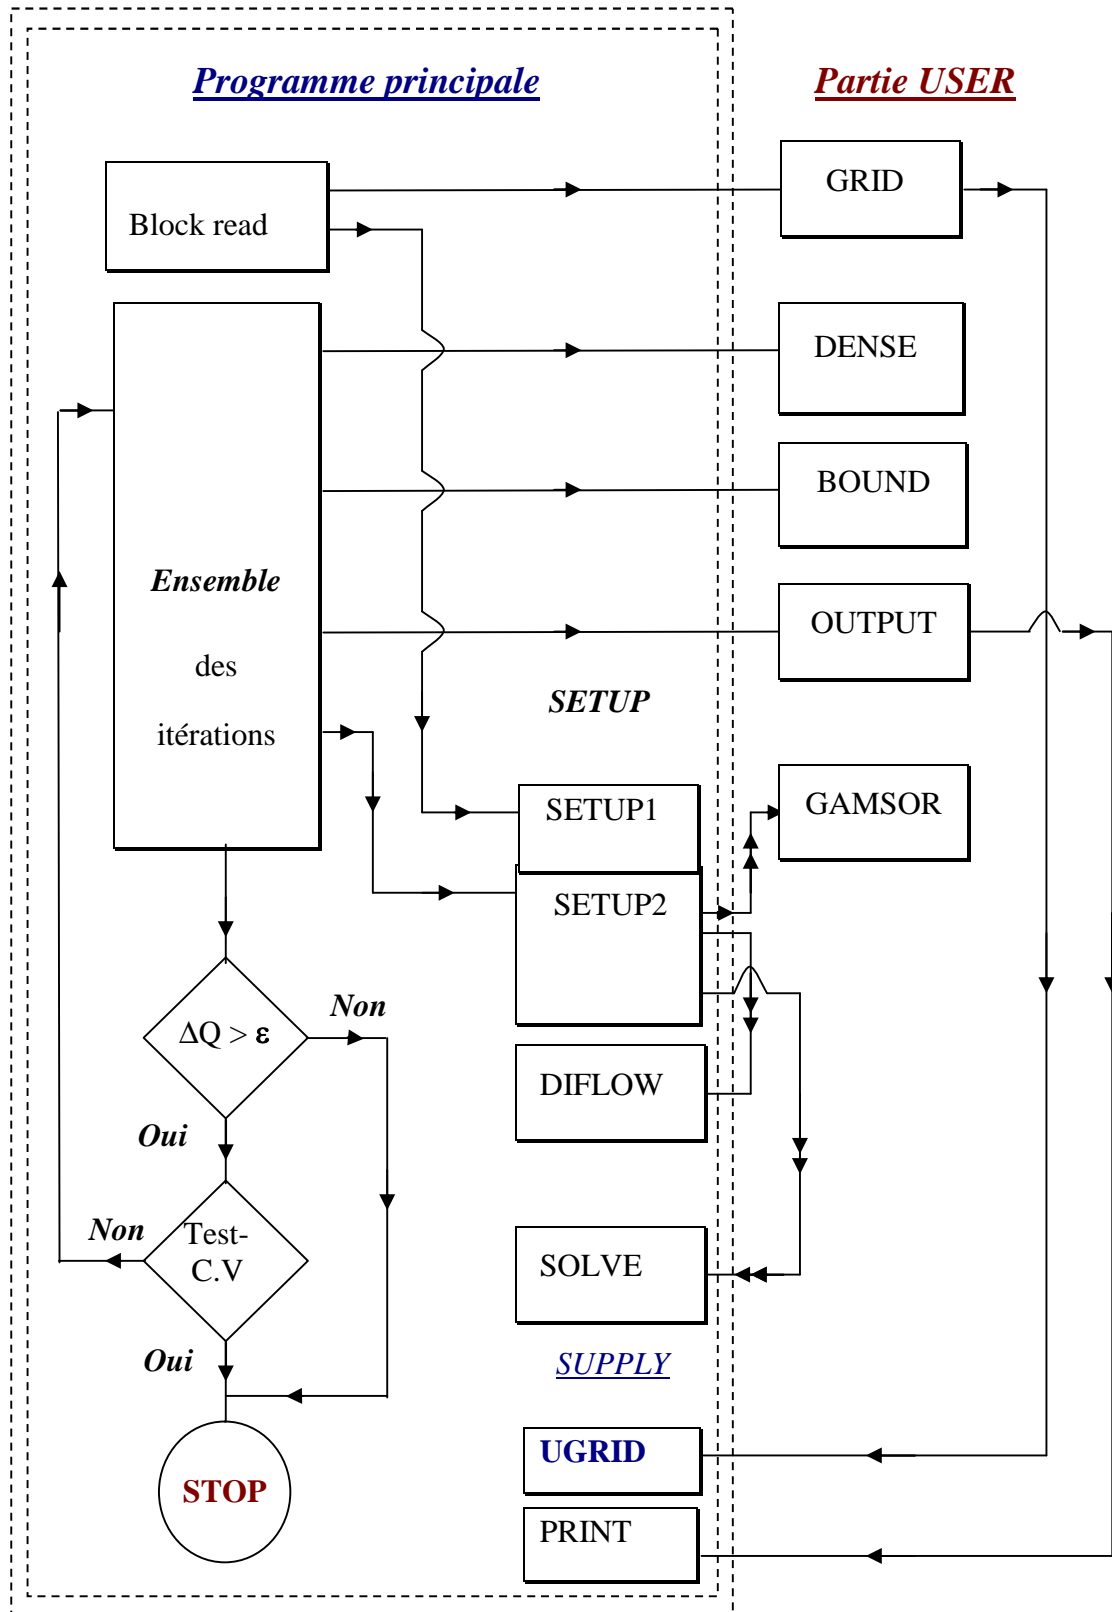 Programme principale
Partie USER
GRID
Block read
DENSE
BOUND
Ensemble
des
itérations
OUTPUT
SETUP
SETUP1
GAMSOR
SETUP2
Non
ΔQ > ε
DIFLOW
Oui
Non
Test-
C.V
SOLVE
Oui
SUPPLY
UGRID
STOP
PRINT